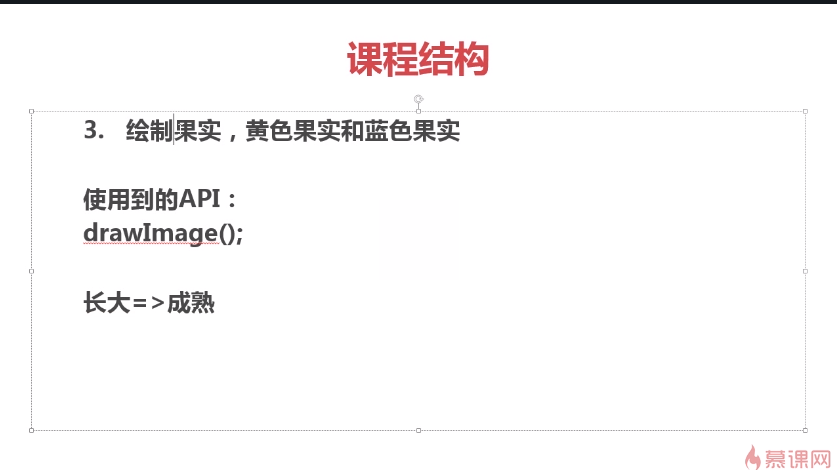 课程结构
3. 绘制果实，黄色果实和蓝色果实
使用到的API：
drawImage();
长大=>成熟
慕课网